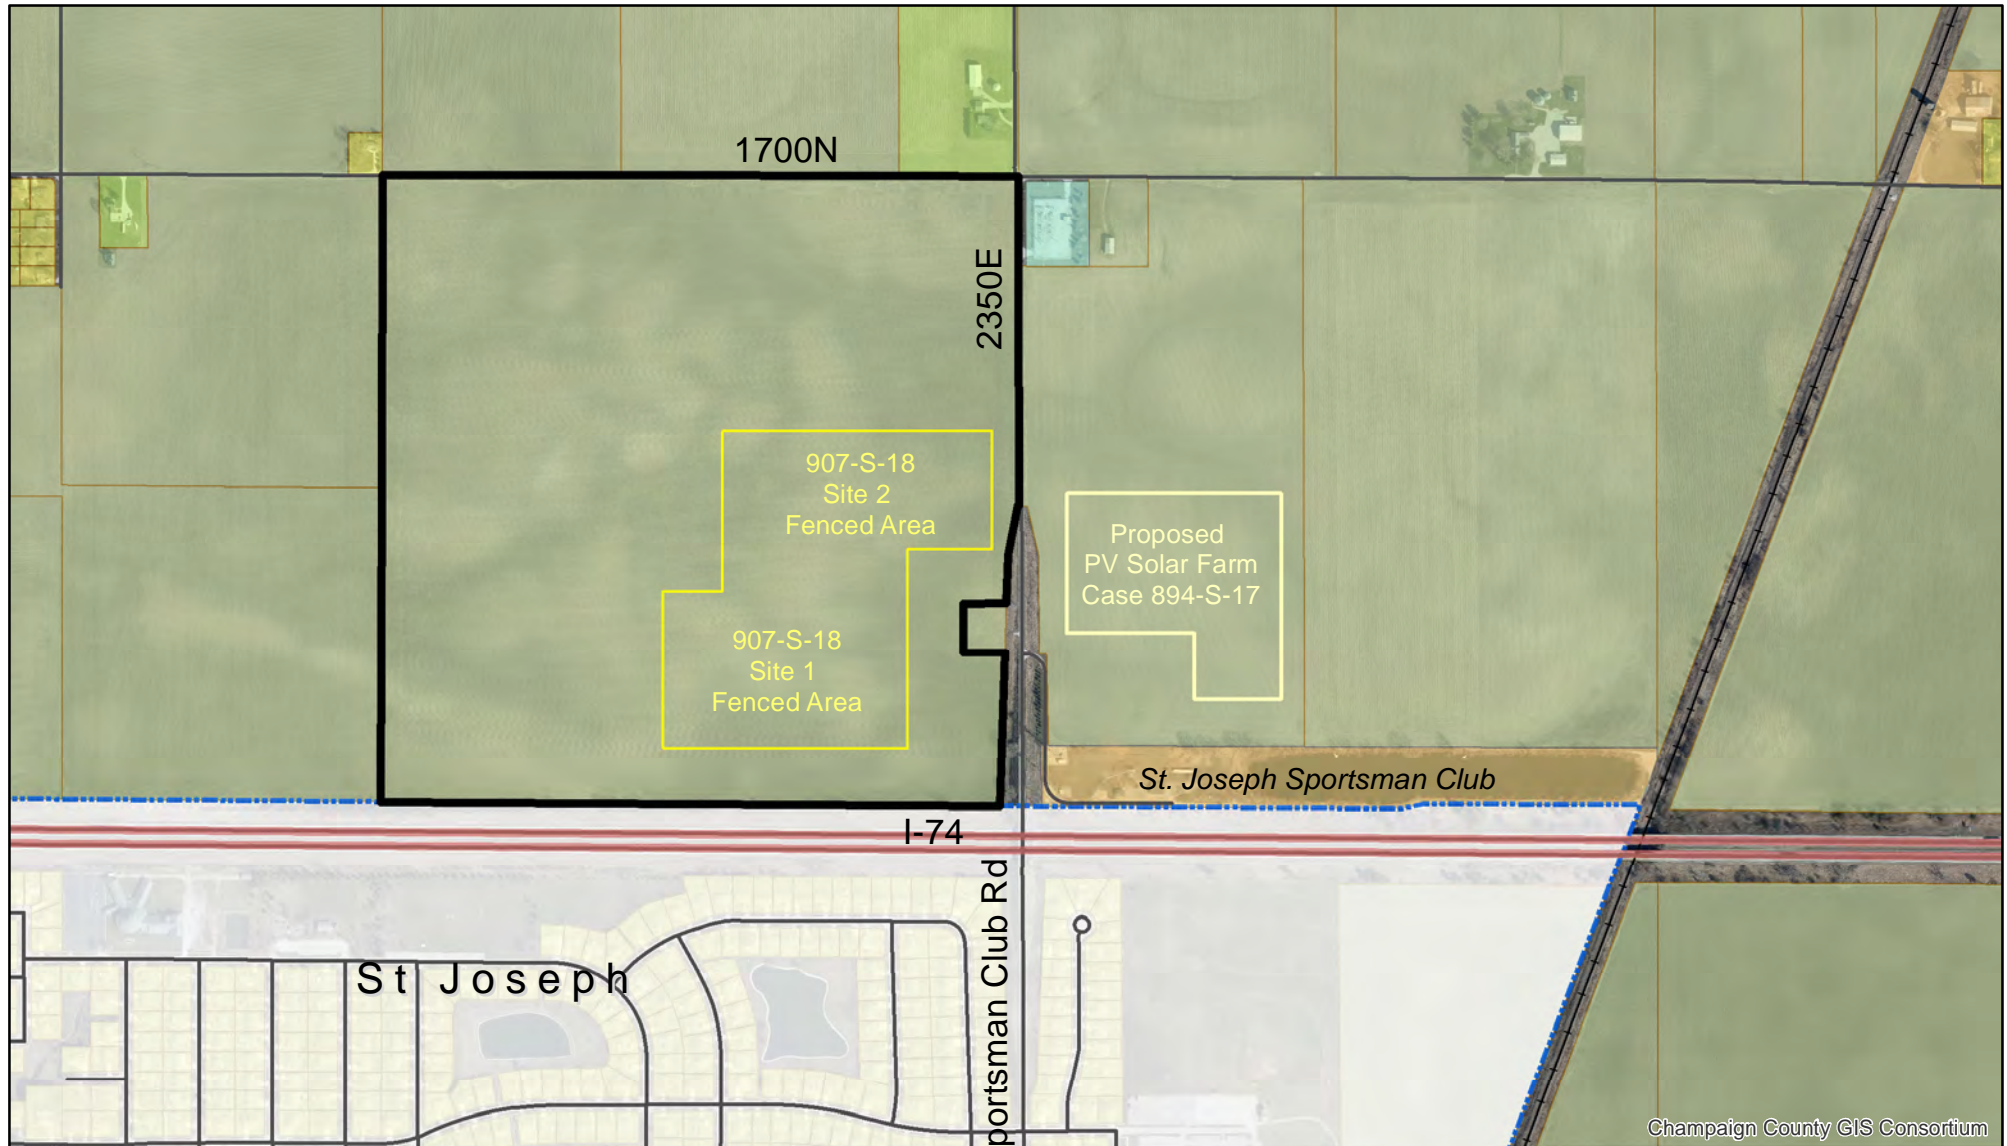 1700N
2350E
907-S-18
Site 2
Fenced Area
Proposed
PV Solar Farm
Case 894-S-17
907-S-18
Site 1
Fenced Area
St. Joseph Sportsman Club
I-74
portsman Club Rd
St Joseph
Champaign County GIS Consortium